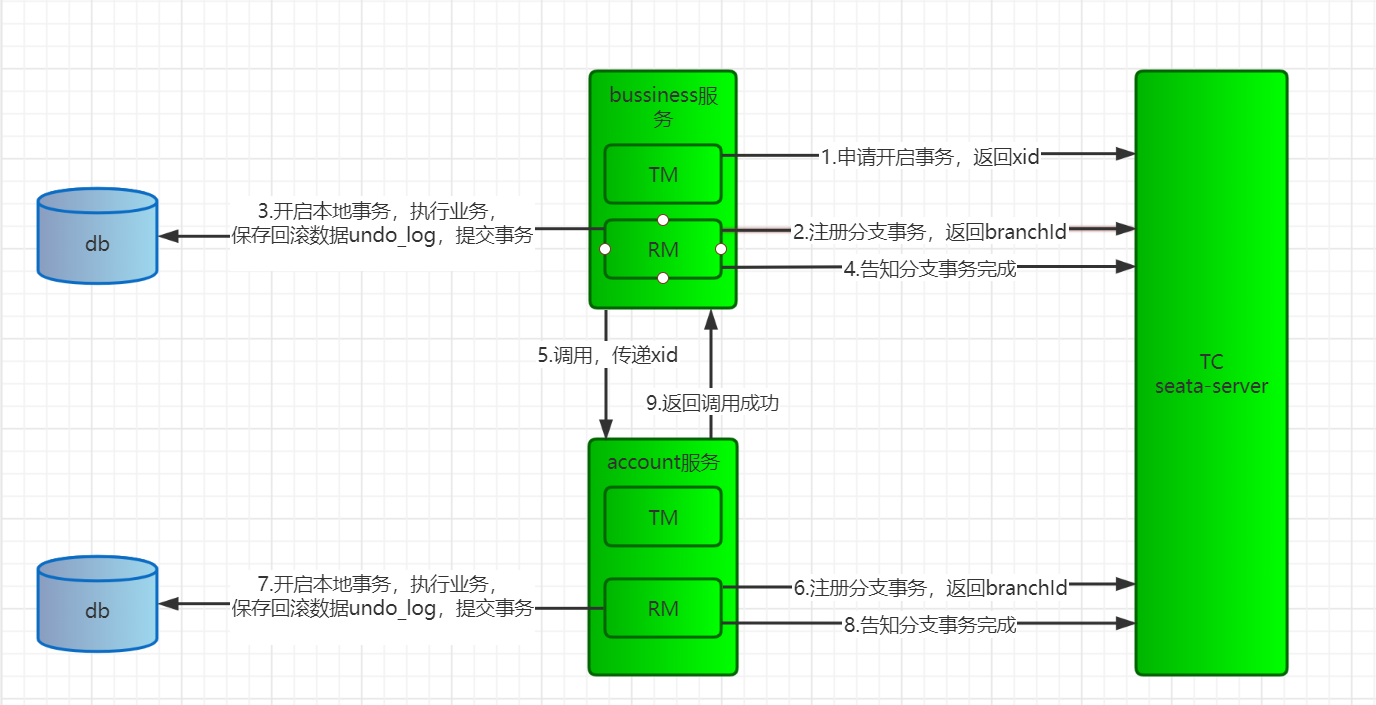 bussiness服
务
TM
1.申请开启事务，返回xid
3.开启本地事务，执行业务，
保存回滚数据undo_log，提交事务
db
RM
2.注册分支事务，返回branchId
4.告知分支事务完成
5.调用，传递xid
9.返回调用成功
TC
seata-server
account服务
TM
7.开启本地事务，执行业务，
保存回滚数据undo_log，提交事务
db
RM
6.注册分支事务，返回branchId
8.告知分支事务完成